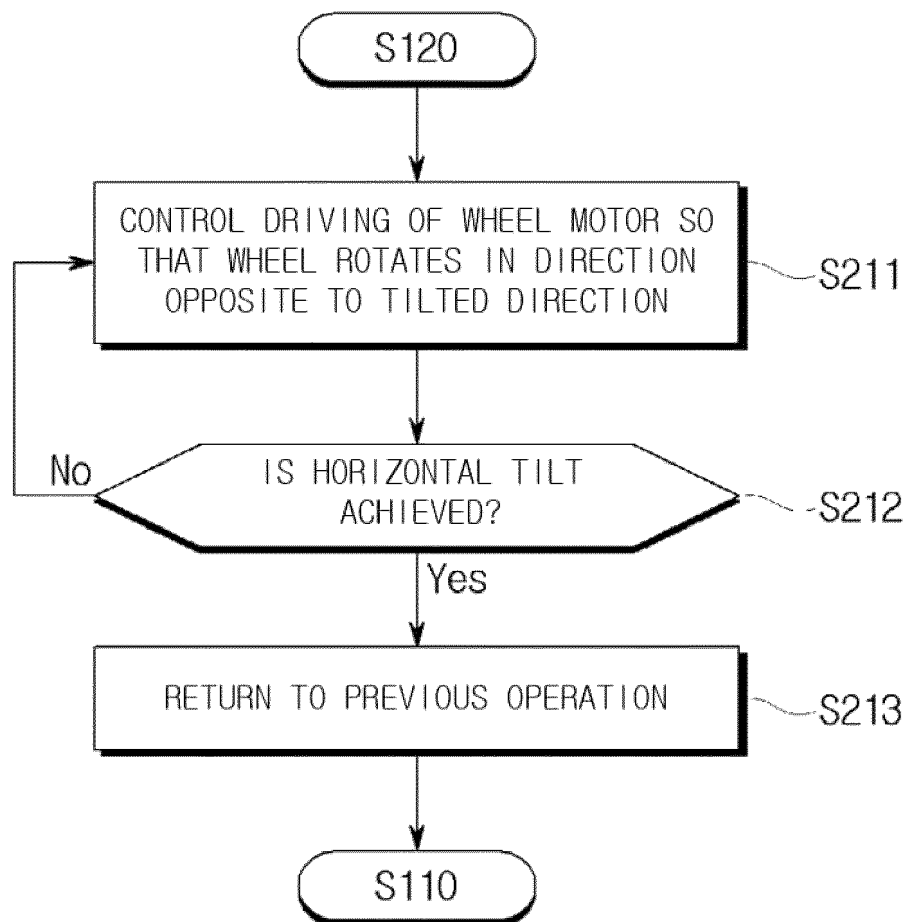 S120
CONTROL DRIVING OF WHEEL MOTOR SO
THAT WHEEL ROTATES IN DIRECTION
OPPOSITE TO TILTED DIRECTION
S211
No
IS HORIZONTAL TILT
ACHIEVED?
S212
Yes
RETURN TO PREVIOUS OPERATION
S213
S110